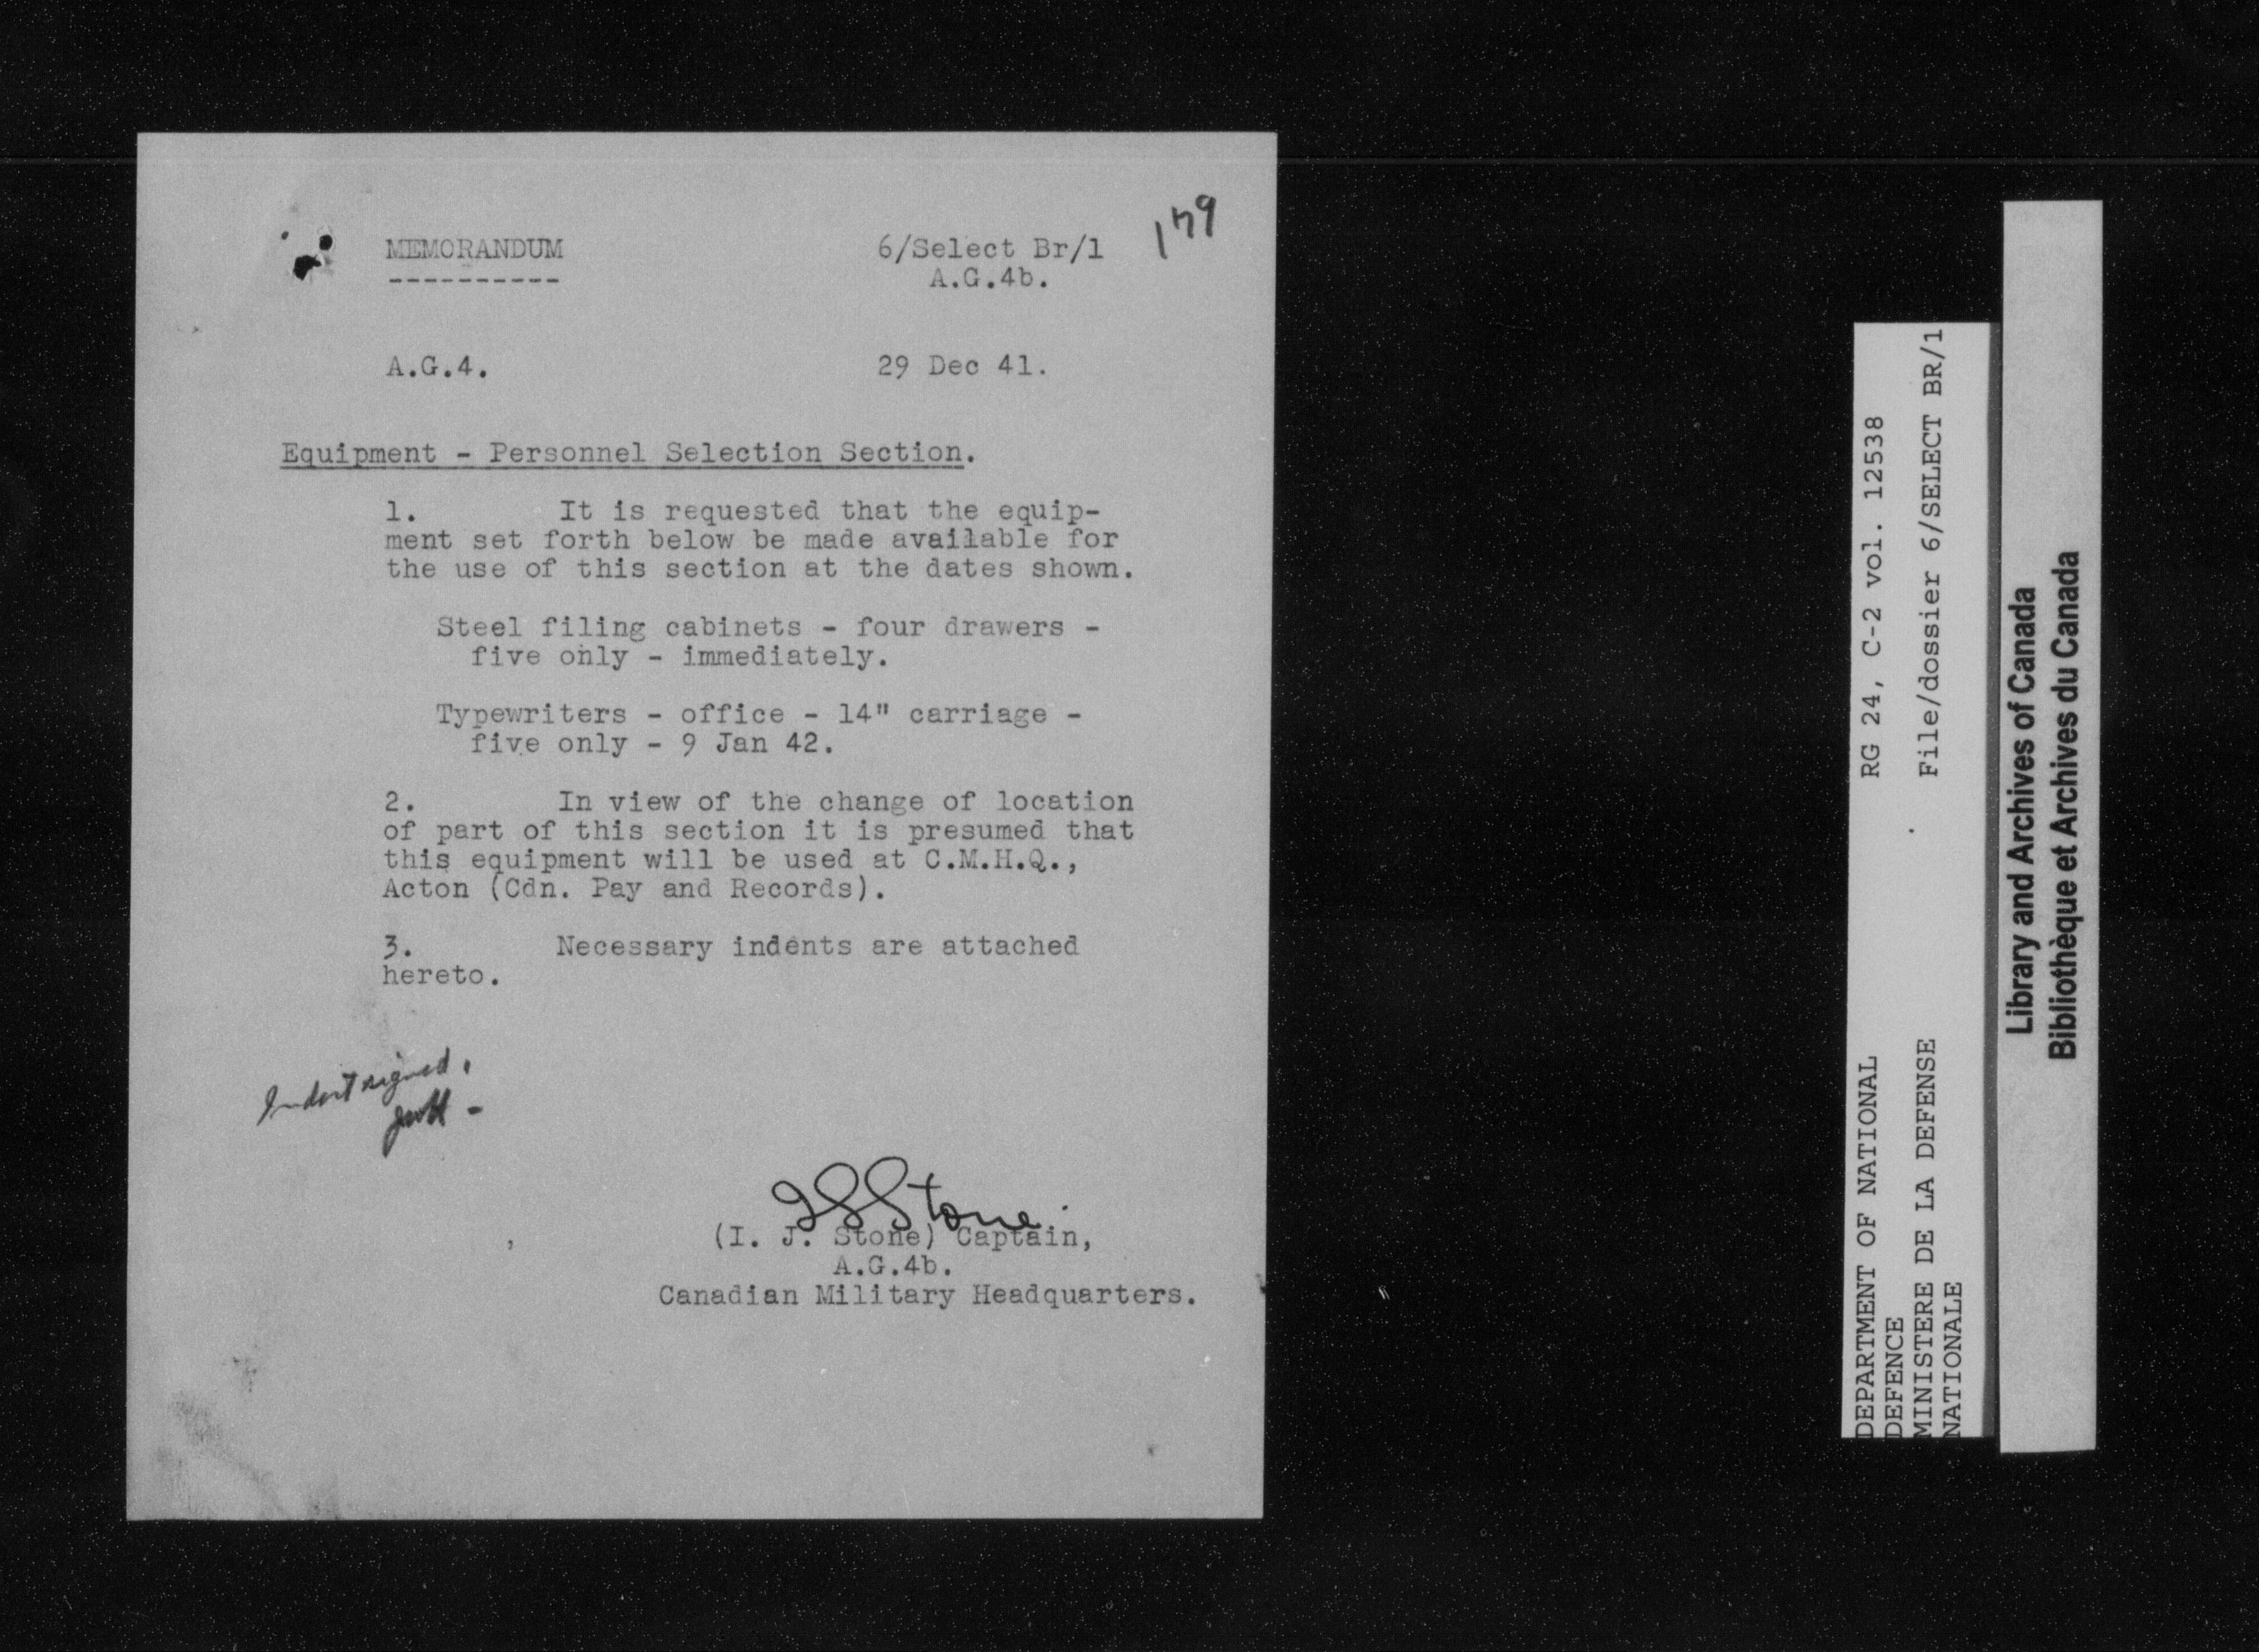 179
MEMORANDUM
6/Select Br/1
A.G.4b.
A.G.4.
29 Dec 41.
Equipment - Personnel Selection Section.
1. It is requested that the equip-
ment set forth below be made available for
the use of this section at the dates shown.
Steel filing cabinets - four drawers -
five only - immediately.
Typewriters - office - 14" carriage -
five only - 9 Jan 42.
2. In view of the change of location
of part of this section it is presumed that
this equipment will be used at C.M.H.Q.,
Acton (Cdn. Pay and Records).
3. Necessary indents are attached
hereto.
Indent signed.
I J Stone.
(I. J. Stone) Captain,
A.G.4b.
Canadian Military Headquarters.
DEPARTMENT OF NATIONAL
DEFENCE
MINISTERE DE LA DEFENSE
NATIONALE
RG 24, C-2 vol. 12538
File/dossier 6/SELECT BR/1
Library and Archives of Canada
Bibliothèque et Archives du Canada